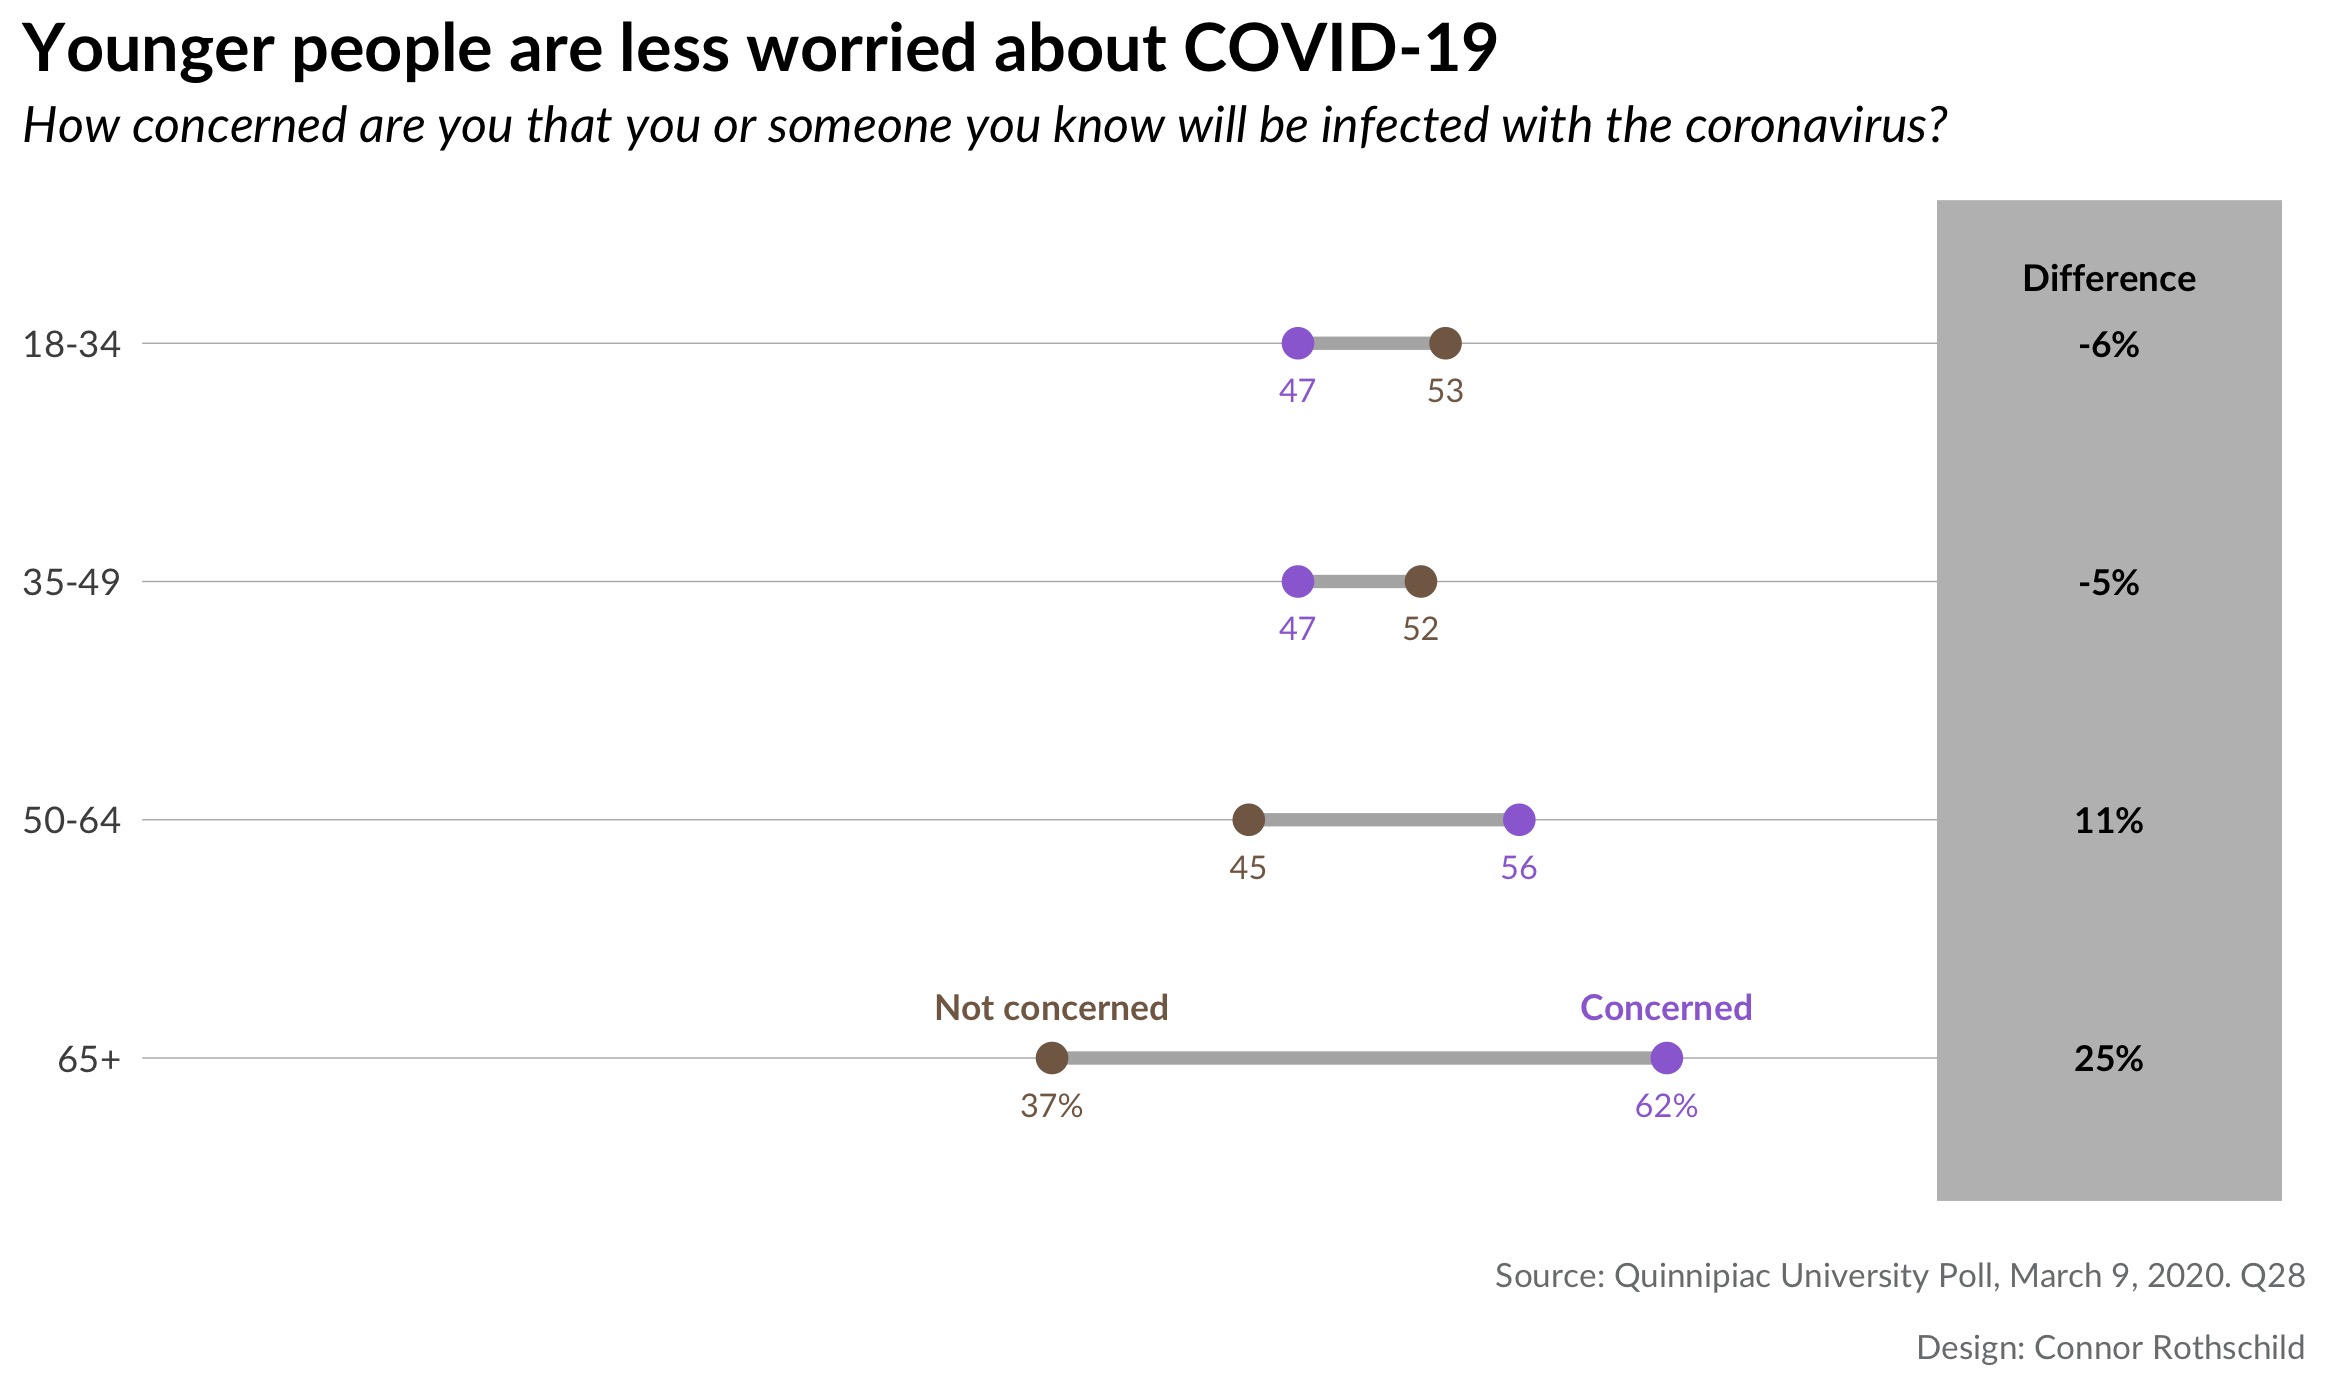 Younger people are less worried about COVID-19
How concerned are you that you or someone you know will be infected with the coronavirus?
Difference
18-34 -6%
47 53
35-49 -5%
47 52
50-64 11%
45 56
Not concerned Concerned
65+ 25%
37% 62%
Source: Quinnipiac University Poll, March 9, 2020. Q28
Design: Connor Rothschild